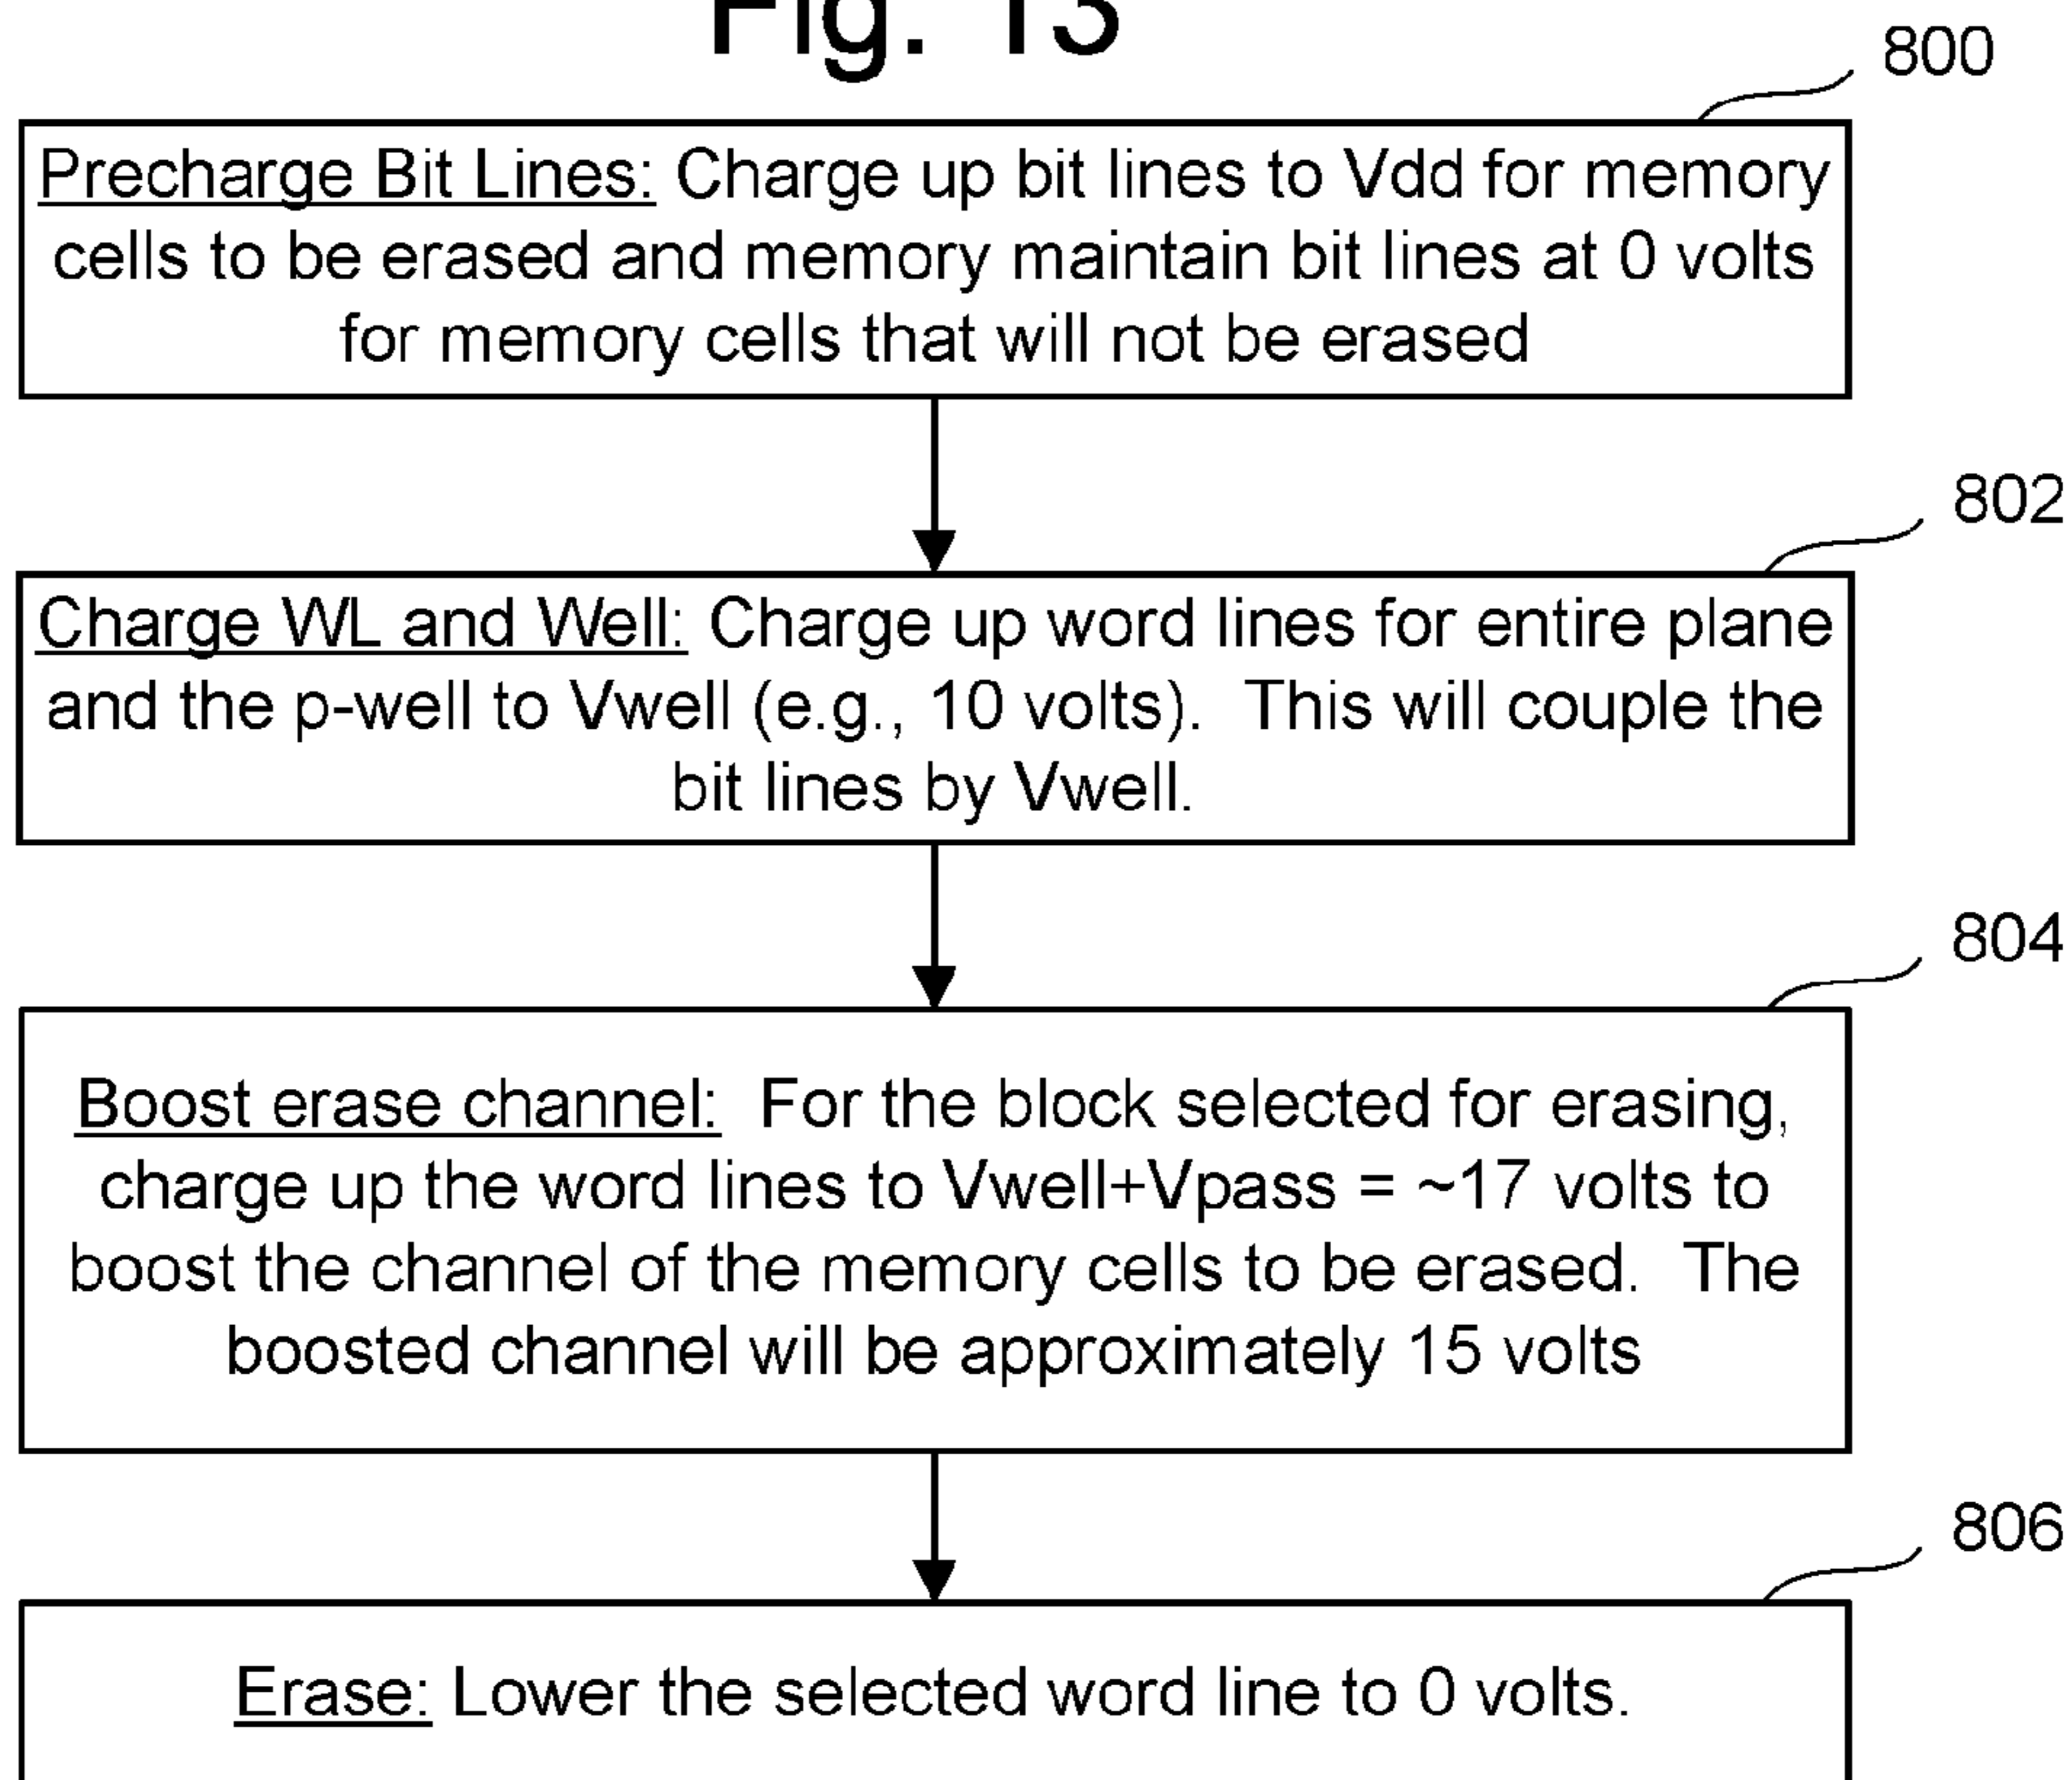 Fig. 13
800
Precharge Bit Lines: Charge up bit lines to Vdd for memory
cells to be erased and memory maintain bit lines at 0 volts
for memory cells that will not be erased
802
Charge WL and Well: Charge up word lines for entire plane
and the p-well to Vwell (e.g., 10 volts). This will couple the
bit lines by Vwell.
804
Boost erase channel: For the block selected for erasing,
charge up the word lines to Vwell+Vpass = ~17 volts to
boost the channel of the memory cells to be erased. The
boosted channel will be approximately 15 volts
806
Erase: Lower the selected word line to 0 volts.